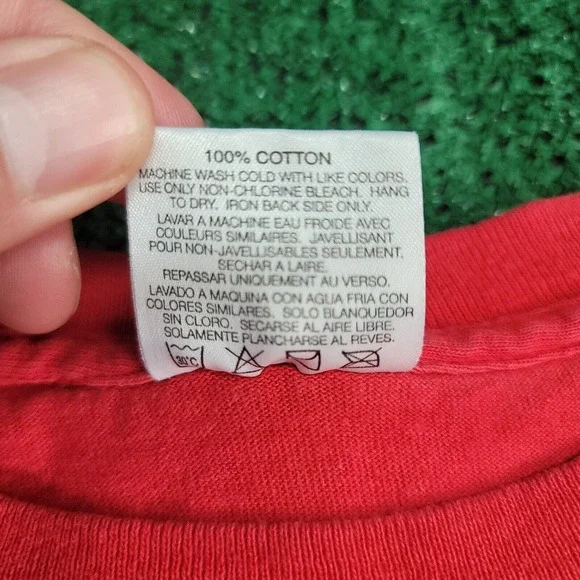 100% COTTON
MACHINE WASH COLD WITH LIKE COLORS.
USE ONLY NON-CHLORINE BLEACH. HANG
TO DRY. IRON BACK SIDE ONLY.
LAVAR A MACHINE EAU FROIDE AVEC
COULEURS SIMILAIRES. JAVELLISANT
POUR NON-JAVABLES SEULEMENT.
SECHAR A LAIRE.
REPASSAR UNIQUEMENT AU VERSO.
LAVADO A MAQUINA CON AGUA FRIA CON
COLORES SIMILARES. SOLO BLANQUEDOR
SIN CLORO. SECARSE AL AIRE LIBRE.
SOLAMENTE PLANCHARSE AL REVES.
30°C